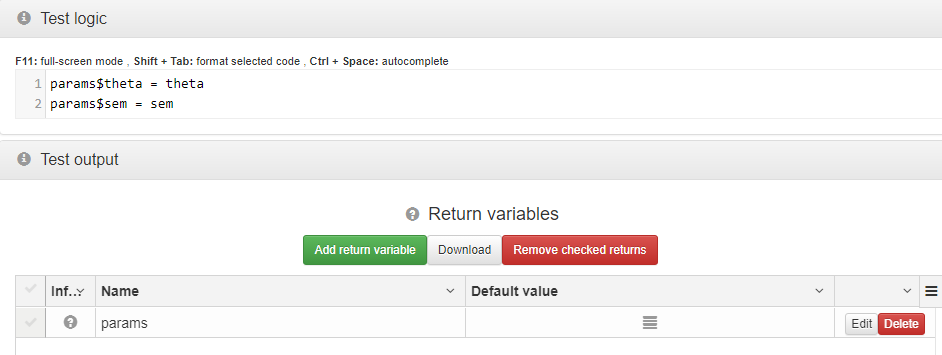 Test logic
F11: full-screen mode , Shift + Tab: format selected code , Ctrl + Space: autocomplete
1 params$theta = theta
2 params$sem = sem
Test output
Return variables
Add return variable Download Remove checked returns
Inf... Name Default value
params Edit Delete